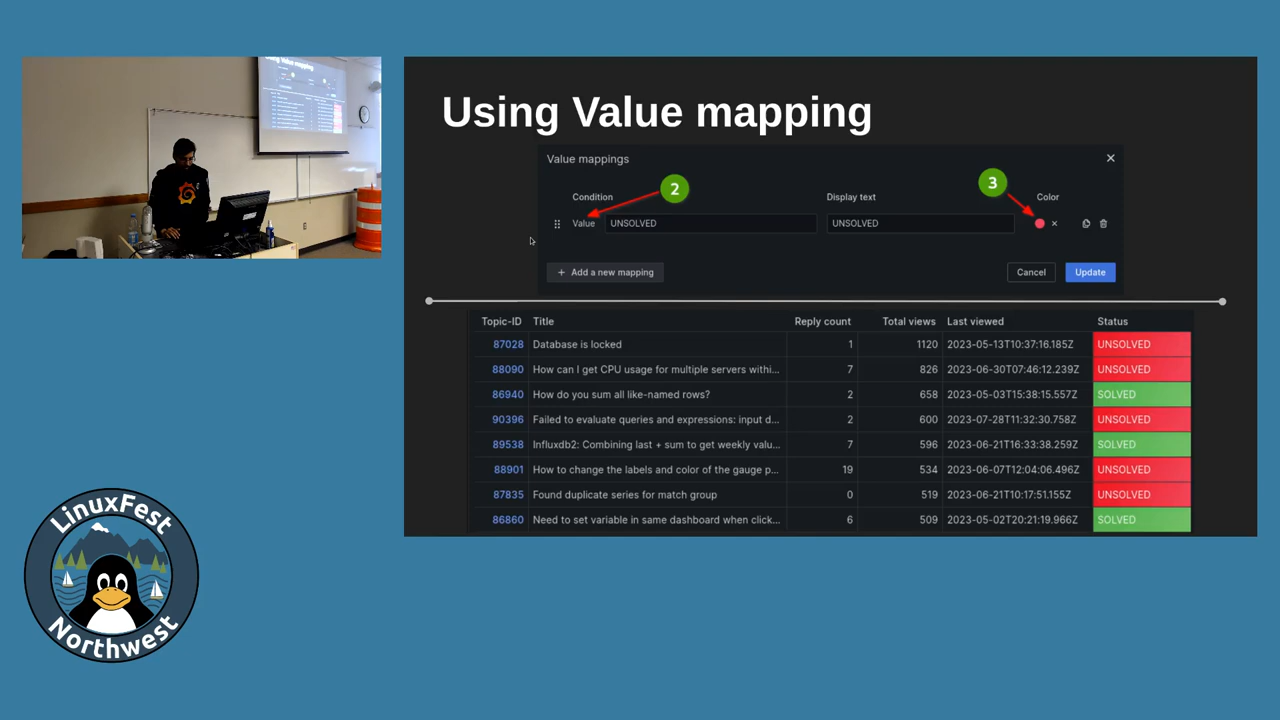 Using Value mapping
Value mappings
Condition Display text Color
2
3
Value UNSOLVED UNSOLVED
+ Add a new mapping Cancel Update
Topic-ID Title Reply count Total views Last viewed Status
87028 Database is locked 1 1120 2023-05-13T10:37:16.185Z UNSOLVED
88090 How can I get CPU usage for multiple servers withi... 7 826 2023-06-30T07:46:12.239Z UNSOLVED
86940 How do you sum all like-named rows? 2 658 2023-05-03T15:38:15.557Z SOLVED
90396 Failed to evaluate queries and expressions: input d... 2 600 2023-07-28T11:32:30.758Z UNSOLVED
89538 Influxdb2: Combining last + sum to get weekly valu... 7 596 2023-06-21T16:33:38.259Z SOLVED
88901 How to change the labels and color of the gauge p... 19 534 2023-06-07T12:04:06.496Z UNSOLVED
87835 Found duplicate series for match group 0 519 2023-06-21T10:17:51.155Z UNSOLVED
86860 Need to set variable in same dashboard when click... 6 509 2023-05-02T20:21:19.966Z SOLVED
Using Value mapping
LinuxFest
Northwest